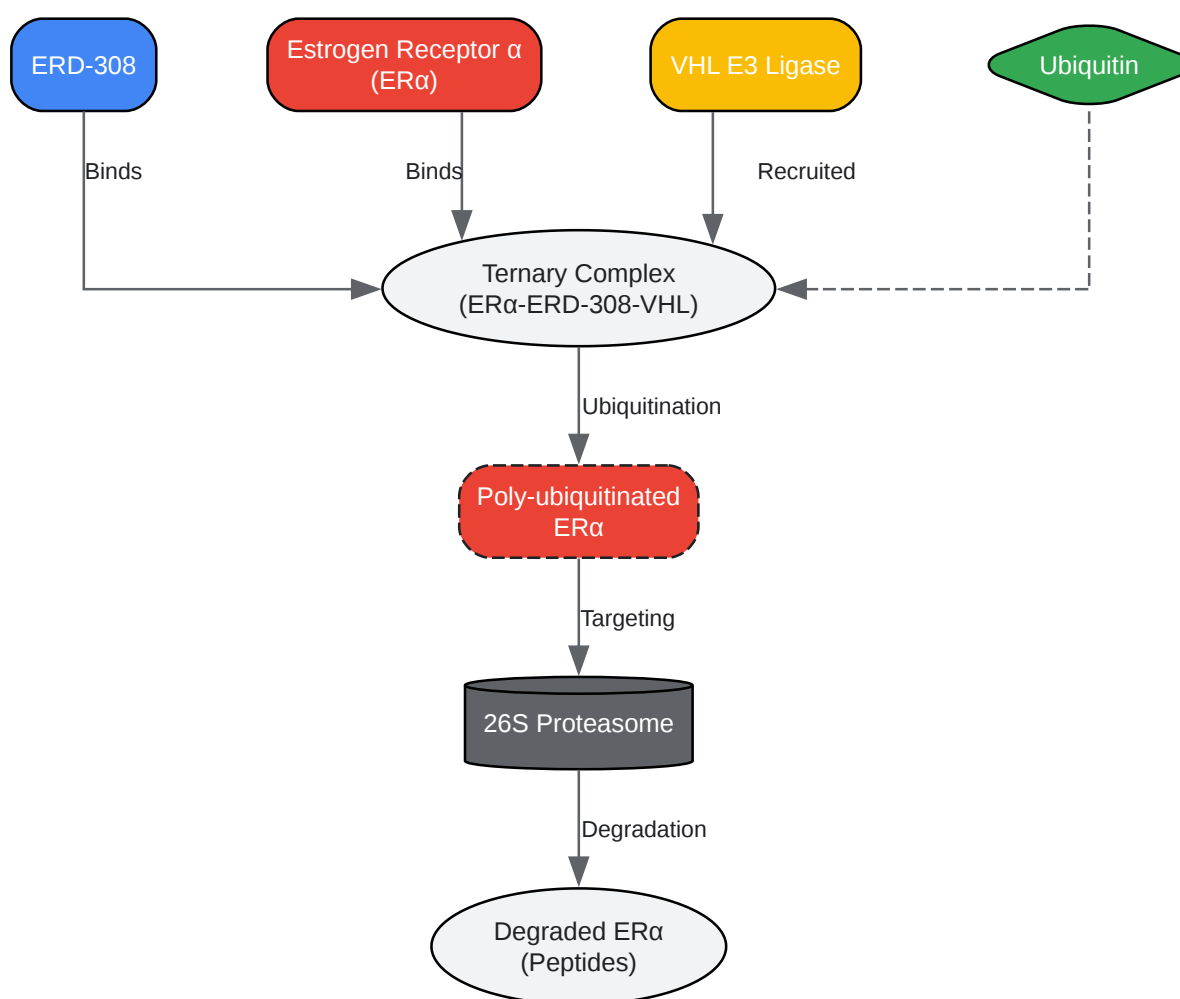 ERD-308
Estrogen Receptor α
(ERα)
VHL E3 Ligase
Ubiquitin
Binds
Binds
Recruited
Ternary Complex
(ERα-ERD-308-VHL)
Ubiquitination
Poly-ubiquitinated
ERα
Targeting
26S Proteasome
Degradation
Degraded ERα
(Peptides)